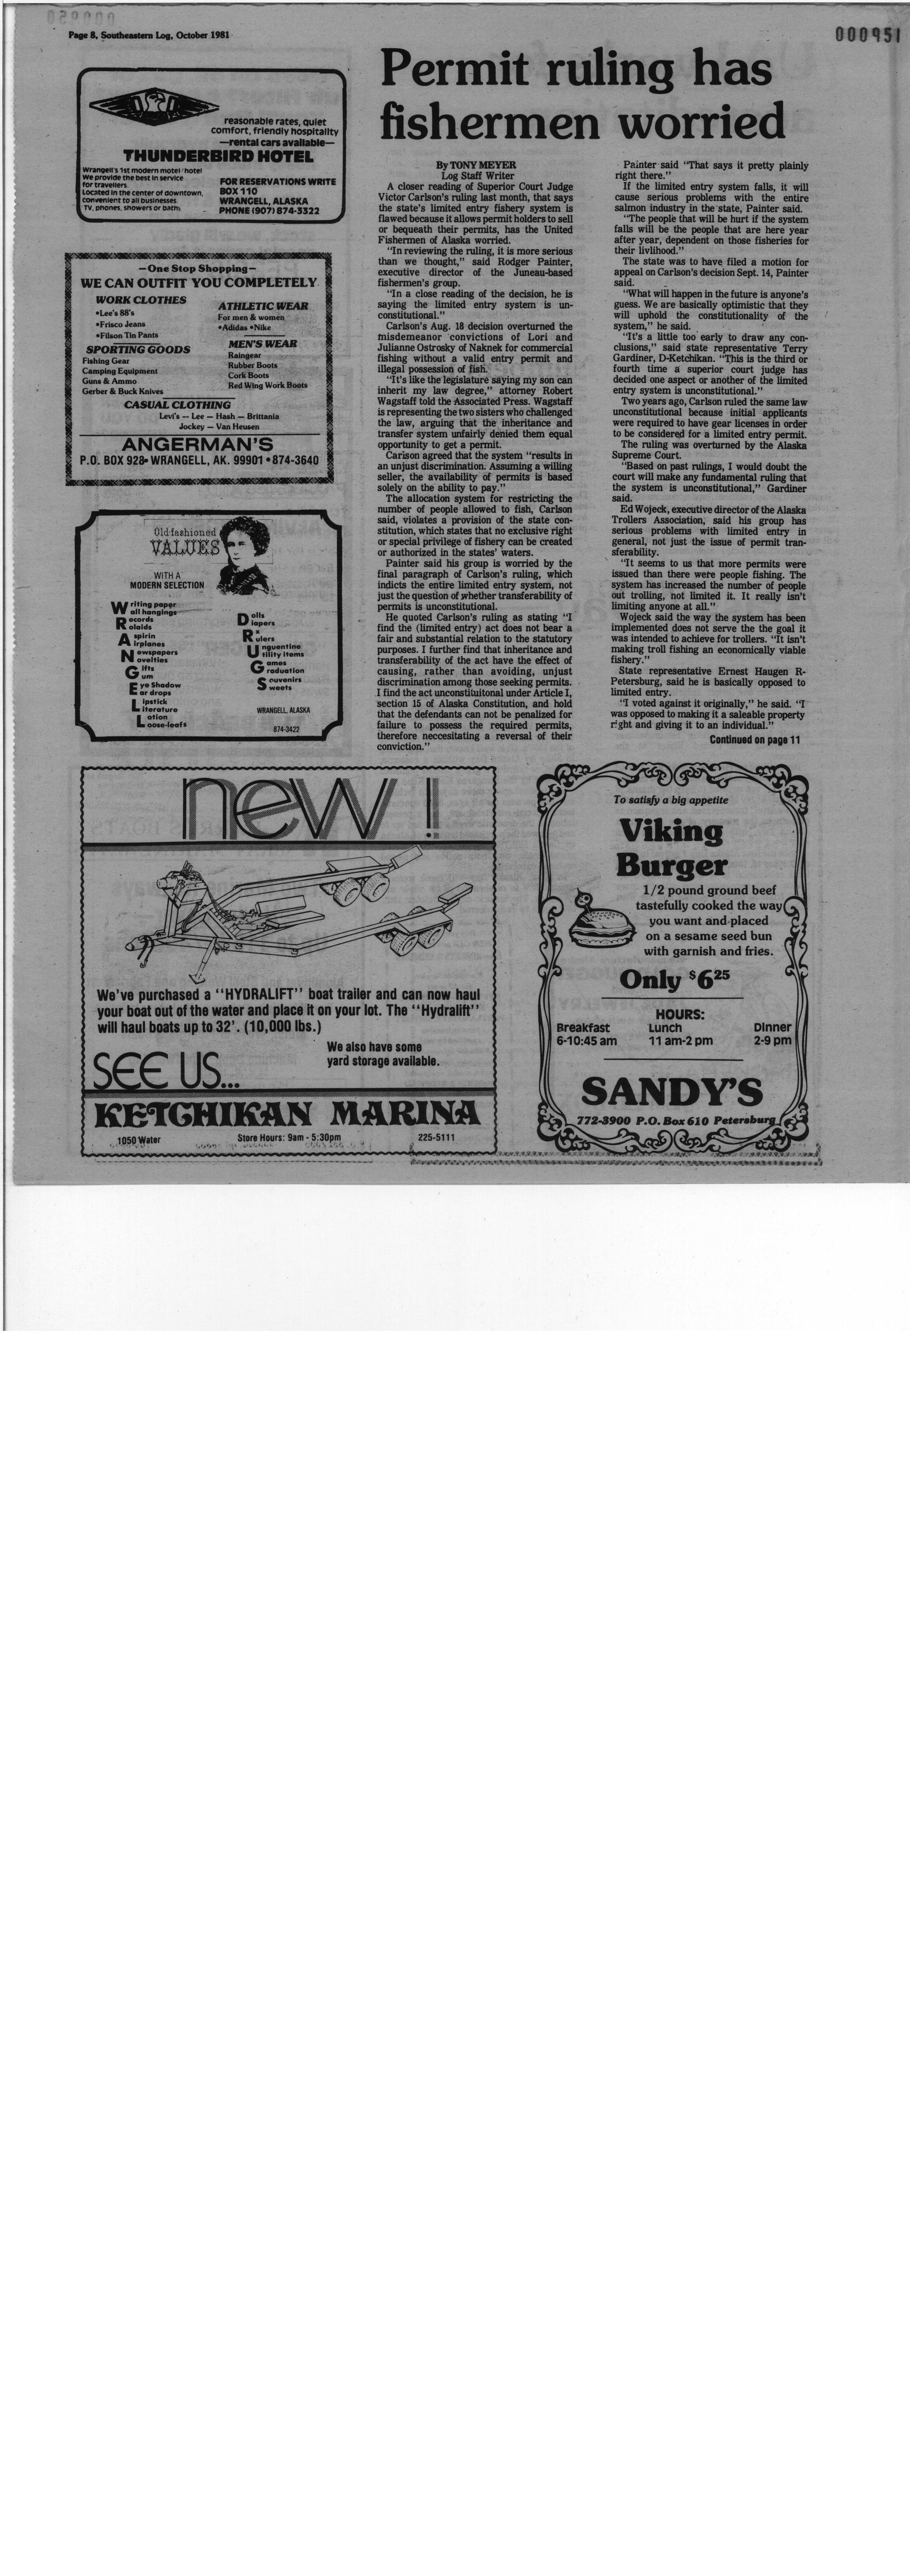 000950
000951
Page 8, Southeastern Log, October 1981
reasonable rates, quiet
comfort, friendly hospitality
—rental cars available—
THUNDERBIRD HOTEL
Wrangell's 1st modern motel/hotel
We provide the best in service
for travellers.
Located in the center of downtown,
convenient to all businesses.
TV, phones, showers or baths
FOR RESERVATIONS WRITE
BOX 110
WRANGELL, ALASKA
PHONE (907) 874-3322
—One Stop Shopping—
WE CAN OUTFIT YOU COMPLETELY
WORK CLOTHES
•Lee's 88's
•Frisco Jeans
•Filson Tin Pants
SPORTING GOODS
Fishing Gear
Camping Equipment
Guns & Ammo
Gerber & Buck Knives
ATHLETIC WEAR
For men & women
•Adidas •Nike
MEN'S WEAR
Raingear
Rubber Boots
Cork Boots
Red Wing Work Boots
CASUAL CLOTHING
Levi's — Lee — Hash — Brittania
Jockey — Van Heusen
ANGERMAN'S
P.O. BOX 928• WRANGELL, AK. 99901 • 874-3640
Old fashioned
VALUES
WITH A
MODERN SELECTION
Writing paper
all hangings
Records
olaids
Aspirin
irplanes
Newspapers
ovelties
Gifts
um
Eye Shadow
ar drops
Lipstick
iterature
Lotion
oose-leafs
Dolls
iapers
Rx
ulers
Unguentine
tility items
Games
raduation
Souvenirs
weets
WRANGELL, ALASKA
874-3422
Permit ruling has
fishermen worried
By TONY MEYER
Log Staff Writer
A closer reading of Superior Court Judge
Victor Carlson's ruling last month, that says
the state's limited entry fishery system is
flawed because it allows permit holders to sell
or bequeath their permits, has the United
Fishermen of Alaska worried.
"In reviewing the ruling, it is more serious
than we thought," said Rodger Painter,
executive director of the Juneau-based
fishermen's group.
"In a close reading of the decision, he is
saying the limited entry system is un-
constitutional."
Carlson's Aug. 18 decision overturned the
misdemeanor convictions of Lori and
Julianne Ostrosky of Naknek for commercial
fishing without a valid entry permit and
illegal possession of fish.
"It's like the legislature saying my son can
inherit my law degree," attorney Robert
Wagstaff told the Associated Press. Wagstaff
is representing the two sisters who challenged
the law, arguing that the inheritance and
transfer system unfairly denied them equal
opportunity to get a permit.
Carlson agreed that the system "results in
an unjust discrimination. Assuming a willing
seller, the availability of permits is based
solely on the ability to pay."
The allocation system for restricting the
number of people allowed to fish, Carlson
said, violates a provision of the state con-
stitution, which states that no exclusive right
or special privilege of fishery can be created
or authorized in the states' waters.
Painter said his group is worried by the
final paragraph of Carlson's ruling, which
indicts the entire limited entry system, not
just the question of whether transferability of
permits is unconstitutional.
He quoted Carlson's ruling as stating "I
find the (limited entry) act does not bear a
fair and substantial relation to the statutory
purposes. I further find that inheritance and
transferability of the act have the effect of
causing, rather than avoiding, unjust
discrimination among those seeking permits.
I find the act unconstituitonal under Article I,
section 15 of Alaska Constitution, and hold
that the defendants can not be penalized for
failure to possess the required permits,
therefore neccesitating a reversal of their
conviction."
Painter said "That says it pretty plainly
right there."
If the limited entry system falls, it will
cause serious problems with the entire
salmon industry in the state, Painter said.
"The people that will be hurt if the system
falls will be the people that are here year
after year, dependent on those fisheries for
their livlihood."
The state was to have filed a motion for
appeal on Carlson's decision Sept. 14, Painter
said.
"What will happen in the future is anyone's
guess. We are basically optimistic that they
will uphold the constitutionality of the
system," he said.
"It's a little too early to draw any con-
clusions," said state representative Terry
Gardiner, D-Ketchikan. "This is the third or
fourth time a superior court judge has
decided one aspect or another of the limited
entry system is unconstitutional."
Two years ago, Carlson ruled the same law
unconstitutional because initial applicants
were required to have gear licenses in order
to be considered for a limited entry permit.
The ruling was overturned by the Alaska
Supreme Court.
"Based on past rulings, I would doubt the
court will make any fundamental ruling that
the system is unconstitutional," Gardiner
said.
Ed Wojeck, executive director of the Alaska
Trollers Association, said his group has
serious problems with limited entry in
general, not just the issue of permit tran-
sferability.
"It seems to us that more permits were
issued than there were people fishing. The
system has increased the number of people
out trolling, not limited it. It really isn't
limiting anyone at all."
Wojeck said the way the system has been
implemented does not serve the the goal it
was intended to achieve for trollers. "It isn't
making troll fishing an economically viable
fishery."
State representative Ernest Haugen R-
Petersburg, said he is basically opposed to
limited entry.
"I voted against it originally," he said. "I
was opposed to making it a saleable property
right and giving it to an individual."
Continued on page 11
new!
We've purchased a "HYDRALIFT" boat trailer and can now haul
your boat out of the water and place it on your lot. The "Hydralift"
will haul boats up to 32'. (10,000 lbs.)
We also have some
yard storage available.
SEE US...
KETCHIKAN MARINA
1050 Water
Store Hours: 9am - 5:30pm
225-5111
To satisfy a big appetite
Viking
Burger
1/2 pound ground beef
tastefully cooked the way
you want and placed
on a sesame seed bun
with garnish and fries.
Only $6.25
HOURS:
Breakfast Lunch Dinner
6-10:45 am 11 am-2 pm 2-9 pm
SANDY'S
772-3900 P.O. Box 610 Petersburg